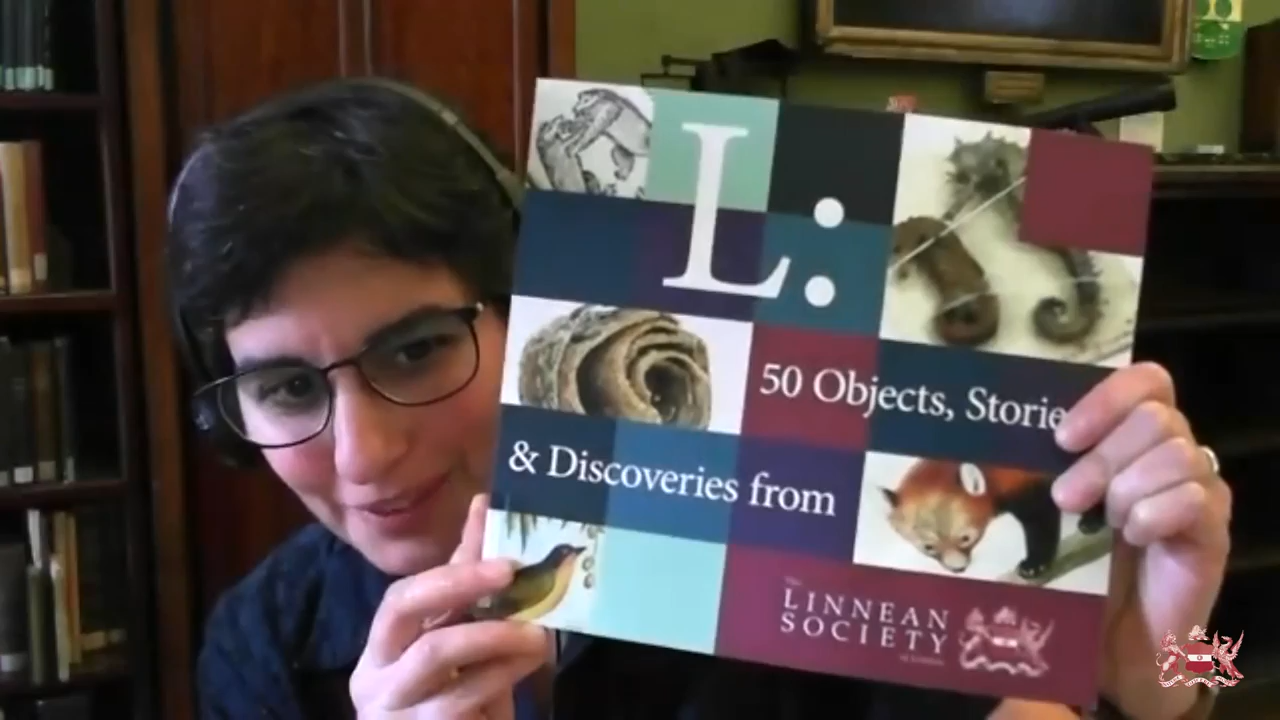 L:
50 Objects, Storie
& Discoveries from
THE
LINNEAN
SOCIETY